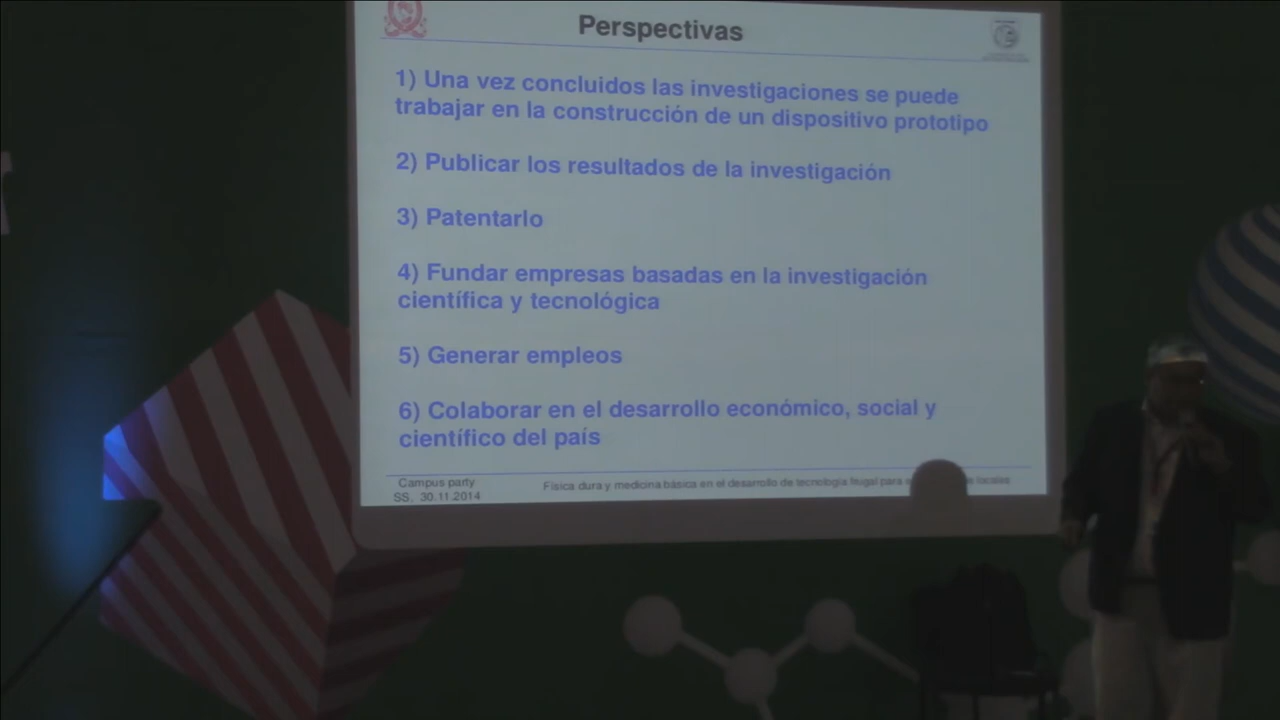 Perspectivas
1) Una vez concluidos las investigaciones se puede
trabajar en la construcción de un dispositivo prototipo
2) Publicar los resultados de la investigación
3) Patentarlo
4) Fundar empresas basadas en la investigación
científica y tecnológica
5) Generar empleos
6) Colaborar en el desarrollo económico, social y
científico del país
Campus party
SS, 30.11.2014
Física dura y medicina básica en el desarrollo de tecnología frugal para locales